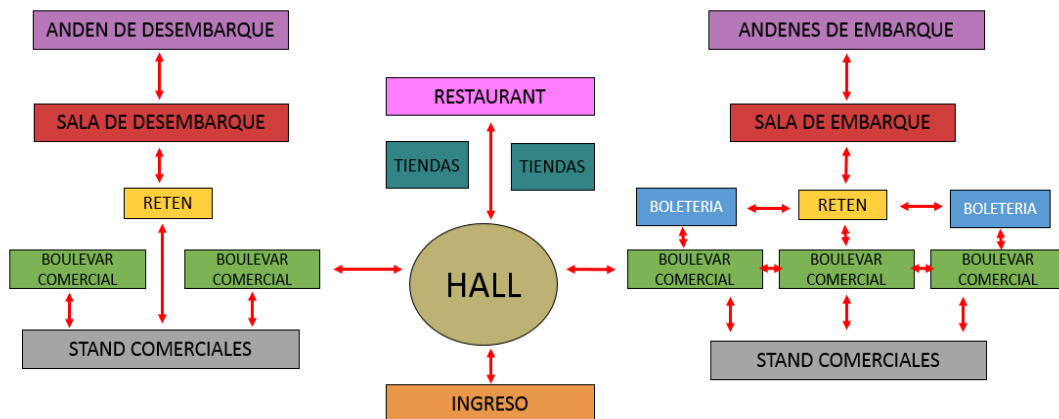 ANDEN DE DESEMBARQUE
ANDENES DE EMBARQUE
RESTAURANT
SALA DE DESEMBARQUE
SALA DE EMBARQUE
TIENDAS
TIENDAS
RETEN
BOLETERIA
RETEN
BOLETERIA
BOULEVAR
COMERCIAL
BOULEVAR
COMERCIAL
HALL
BOULEVAR
COMERCIAL
BOULEVAR
COMERCIAL
BOULEVAR
COMERCIAL
STAND COMERCIALES
STAND COMERCIALES
INGRESO